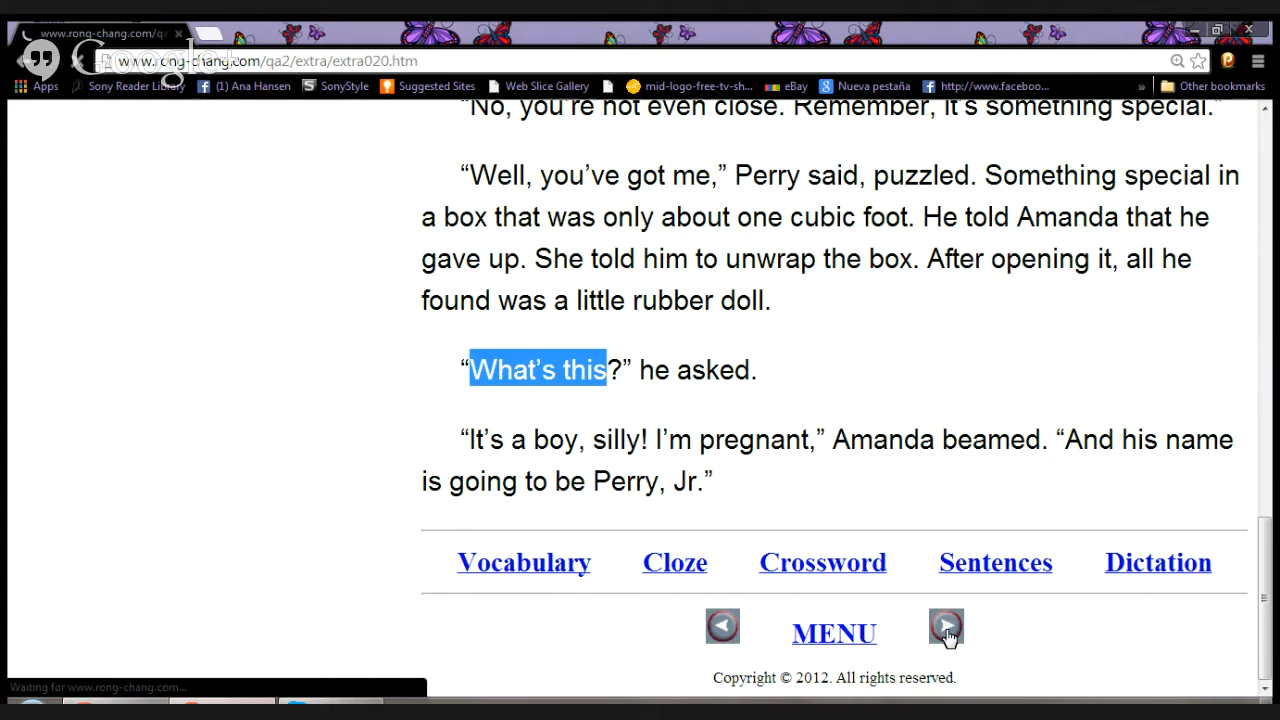 www.rong-chang.com/qa
Google+
www.rong-chang.com/qa2/extra/extra020.htm
Apps Sony Reader Library (1) Ana Hansen SonyStyle Suggested Sites Web Slice Gallery mid-logo-free-tv-sh... eBay Nueva pestaña http://www.faceboo... » Other bookmarks
“No, you’re not even close. Remember, it’s something special.”
“Well, you’ve got me,” Perry said, puzzled. Something special in
a box that was only about one cubic foot. He told Amanda that he
gave up. She told him to unwrap the box. After opening it, all he
found was a little rubber doll.
“What’s this?” he asked.
“It’s a boy, silly! I’m pregnant,” Amanda beamed. “And his name
is going to be Perry, Jr.”
Vocabulary Cloze Crossword Sentences Dictation
MENU
Copyright © 2012. All rights reserved.
Waiting for www.rong-chang.com...